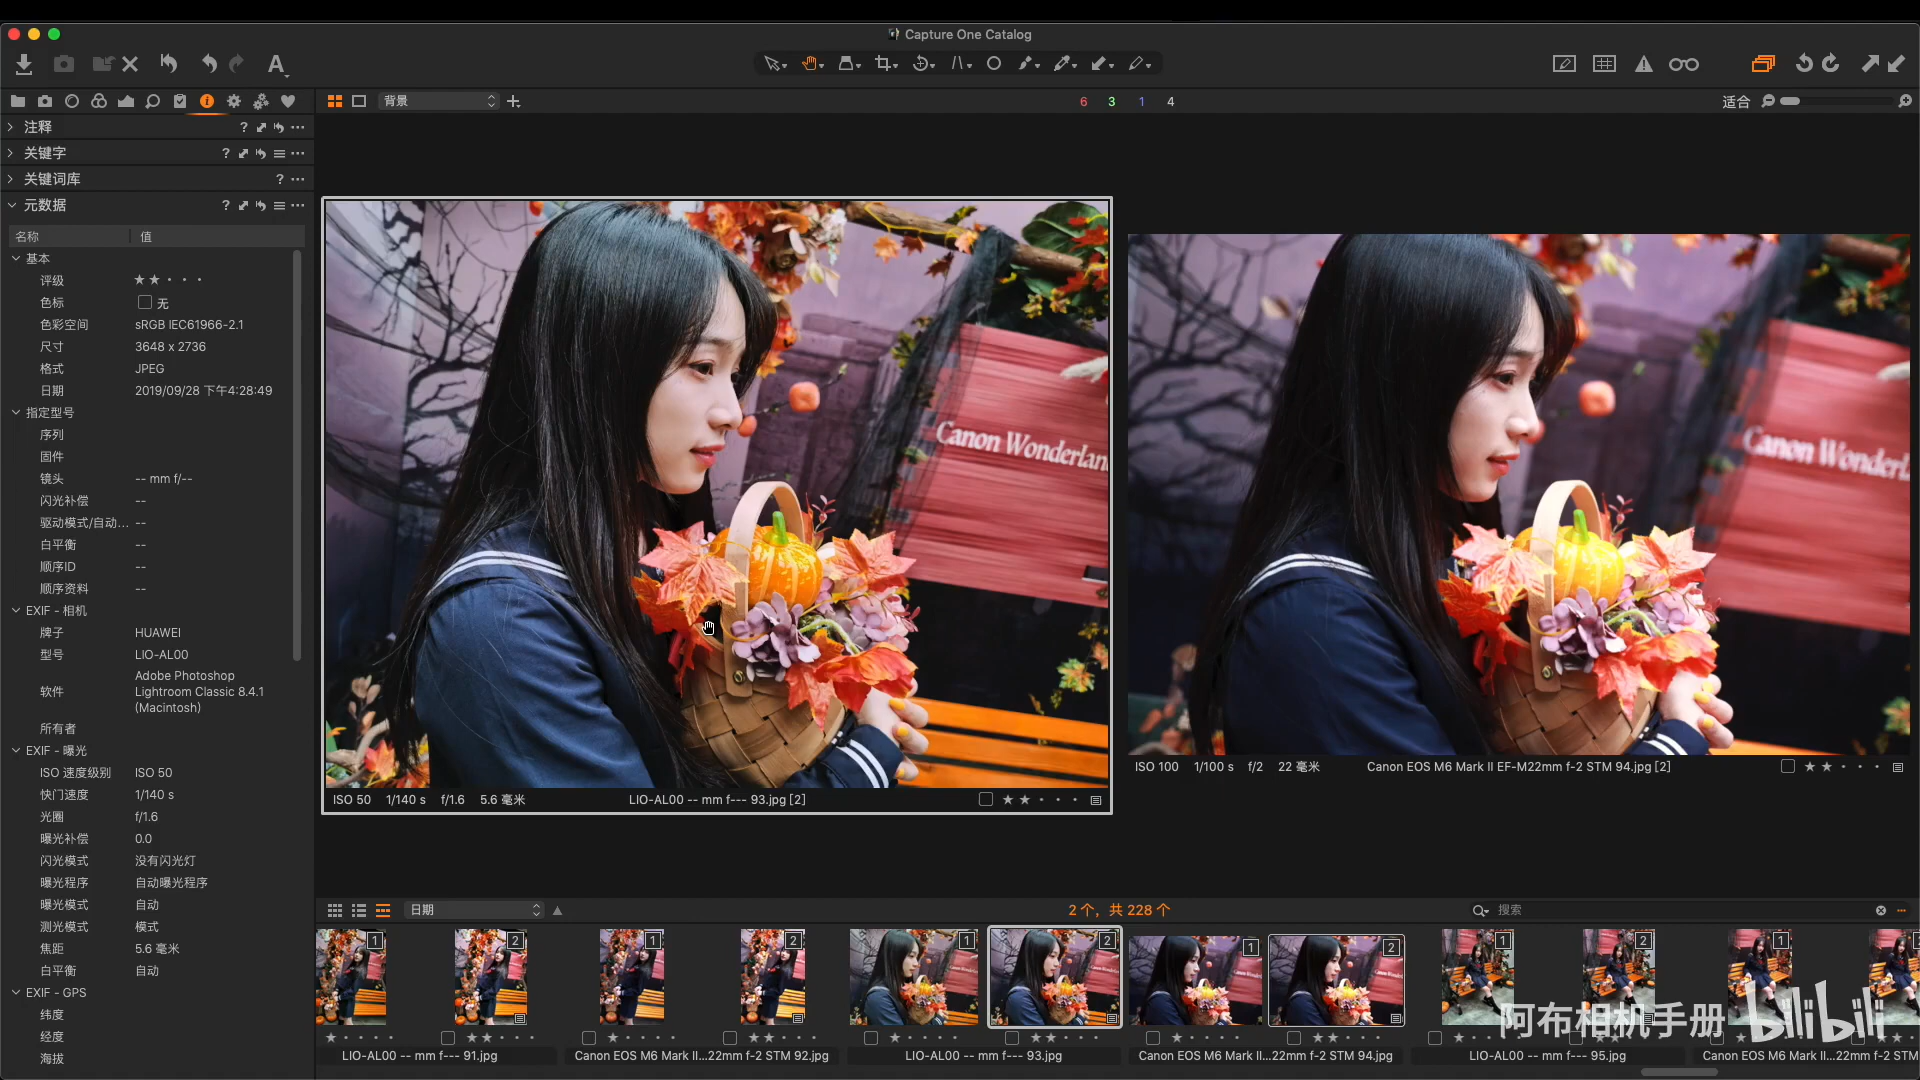 Capture One Catalog
A
背景
6 3 1 4
适合
注释
关键字
关键词库
元数据
名称 值
基本
评级
色标 无
色彩空间 sRGB IEC61966-2.1
尺寸 3648 x 2736
格式 JPEG
日期 2019/09/28 下午4:28:49
指定型号
序列
固件
镜头 -- mm f/--
闪光补偿 --
驱动模式/自动... --
白平衡 --
顺序ID --
顺序资料 --
EXIF - 相机
牌子 HUAWEI
型号 LIO-AL00
软件 Adobe Photoshop
Lightroom Classic 8.4.1
(Macintosh)
所有者
EXIF - 曝光
ISO 速度级别 ISO 50
快门速度 1/140 s
光圈 f/1.6
曝光补偿 0.0
闪光模式 没有闪光灯
曝光程序 自动曝光程序
曝光模式 自动
测光模式 模式
焦距 5.6 毫米
白平衡 自动
EXIF - GPS
纬度
经度
海拔
Canon Wonderlan
Canon Wonderl
ISO 50 1/140 s f/1.6 5.6 毫米 LIO-AL00 -- mm f--- 93.jpg [2]
ISO 100 1/100 s f/2 22 毫米 Canon EOS M6 Mark II EF-M22mm f-2 STM 94.jpg [2]
日期
2 个，共 228 个
搜索
1 2 1 2 1 2 1 2 1 2 1
LIO-AL00 -- mm f--- 91.jpg
Canon EOS M6 Mark II...22mm f-2 STM 92.jpg
LIO-AL00 -- mm f--- 93.jpg
Canon EOS M6 Mark II...22mm f-2 STM 94.jpg
LIO-AL00 -- mm f--- 95.jpg
Canon EOS M6 Mark II...22mm f-2 STM
阿布相机手册 bilibili